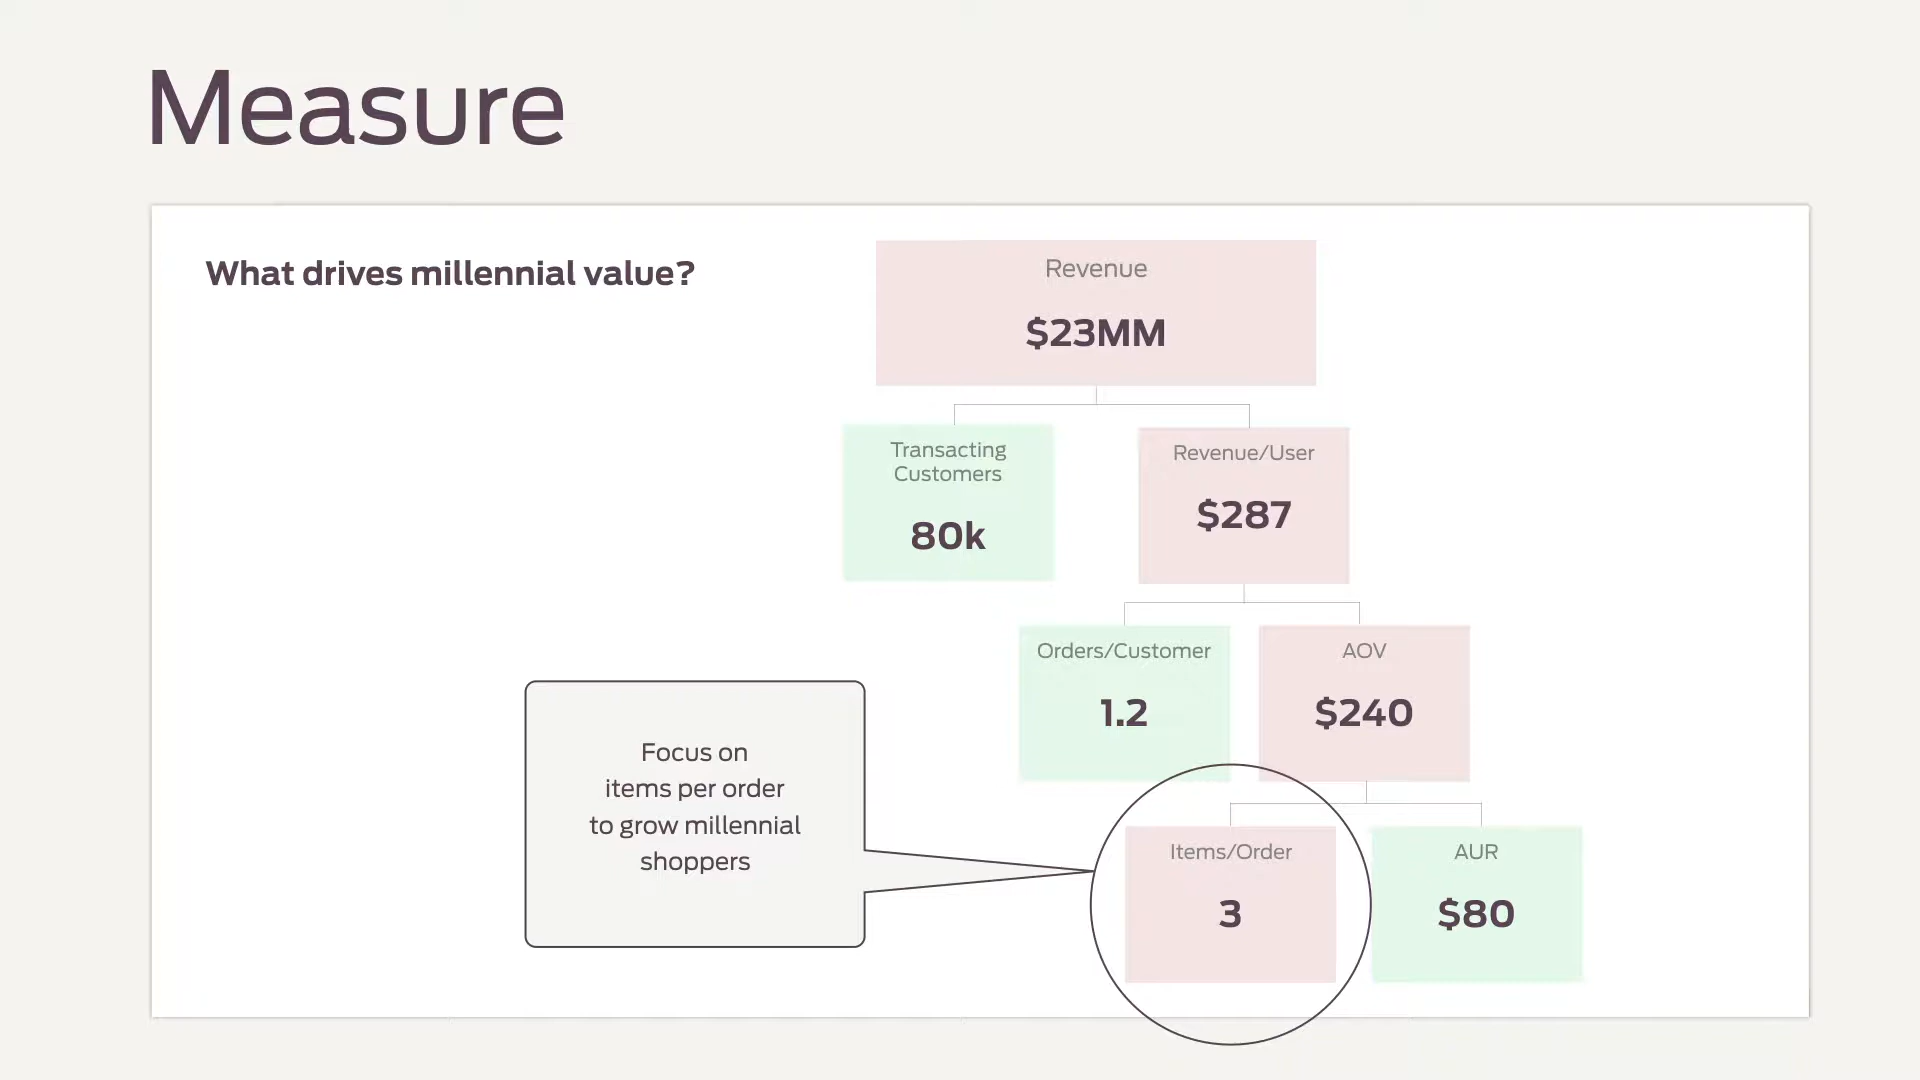 Measure
What drives millennial value?
Revenue
$23MM
Transacting
Customers
80k
Revenue/User
$287
Orders/Customer
1.2
AOV
$240
Focus on
items per order
to grow millennial
shoppers
Items/Order
3
AUR
$80